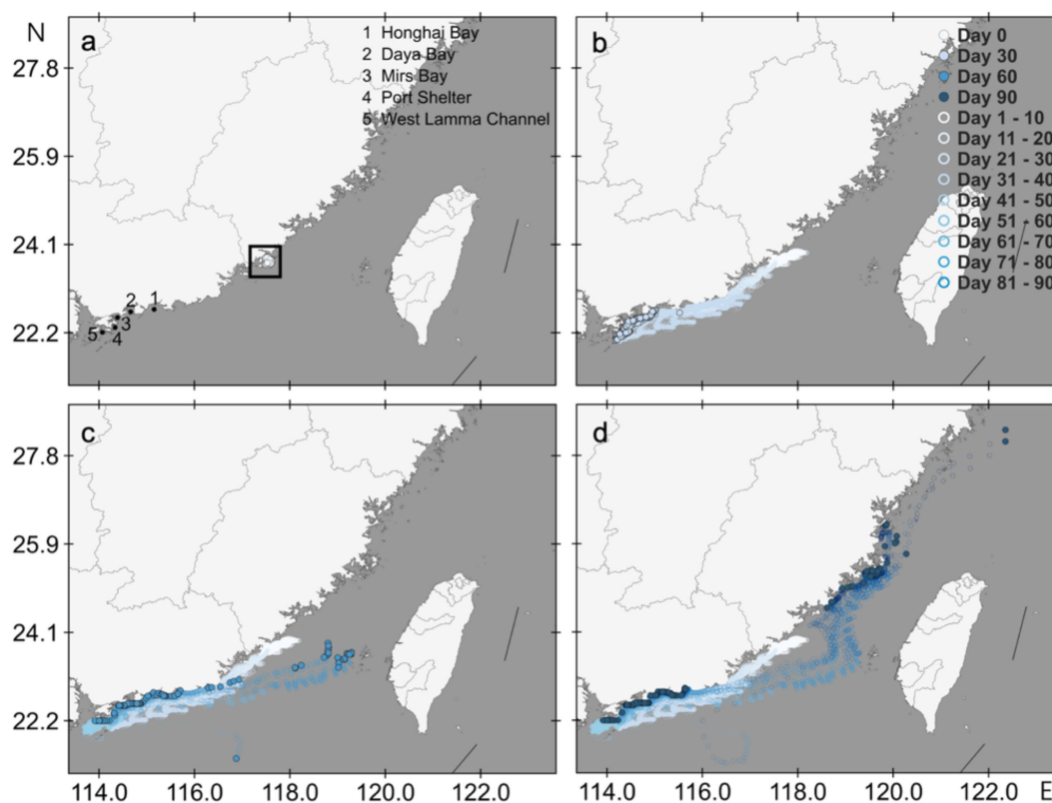 N
a
1 Honghai Bay
2 Daya Bay
3 Mirs Bay
4 Port Shelter
5 West Lamma Channel
27.8
25.9
24.1
22.2
2 1
3
5
4
b
Day 0
Day 30
Day 60
Day 90
Day 1 - 10
Day 11 - 20
Day 21 - 30
Day 31 - 40
Day 41 - 50
Day 51 - 60
Day 61 - 70
Day 71 - 80
Day 81 - 90
c
27.8
25.9
24.1
22.2
d
114.0 116.0 118.0 120.0 122.0
114.0 116.0 118.0 120.0 122.0 E